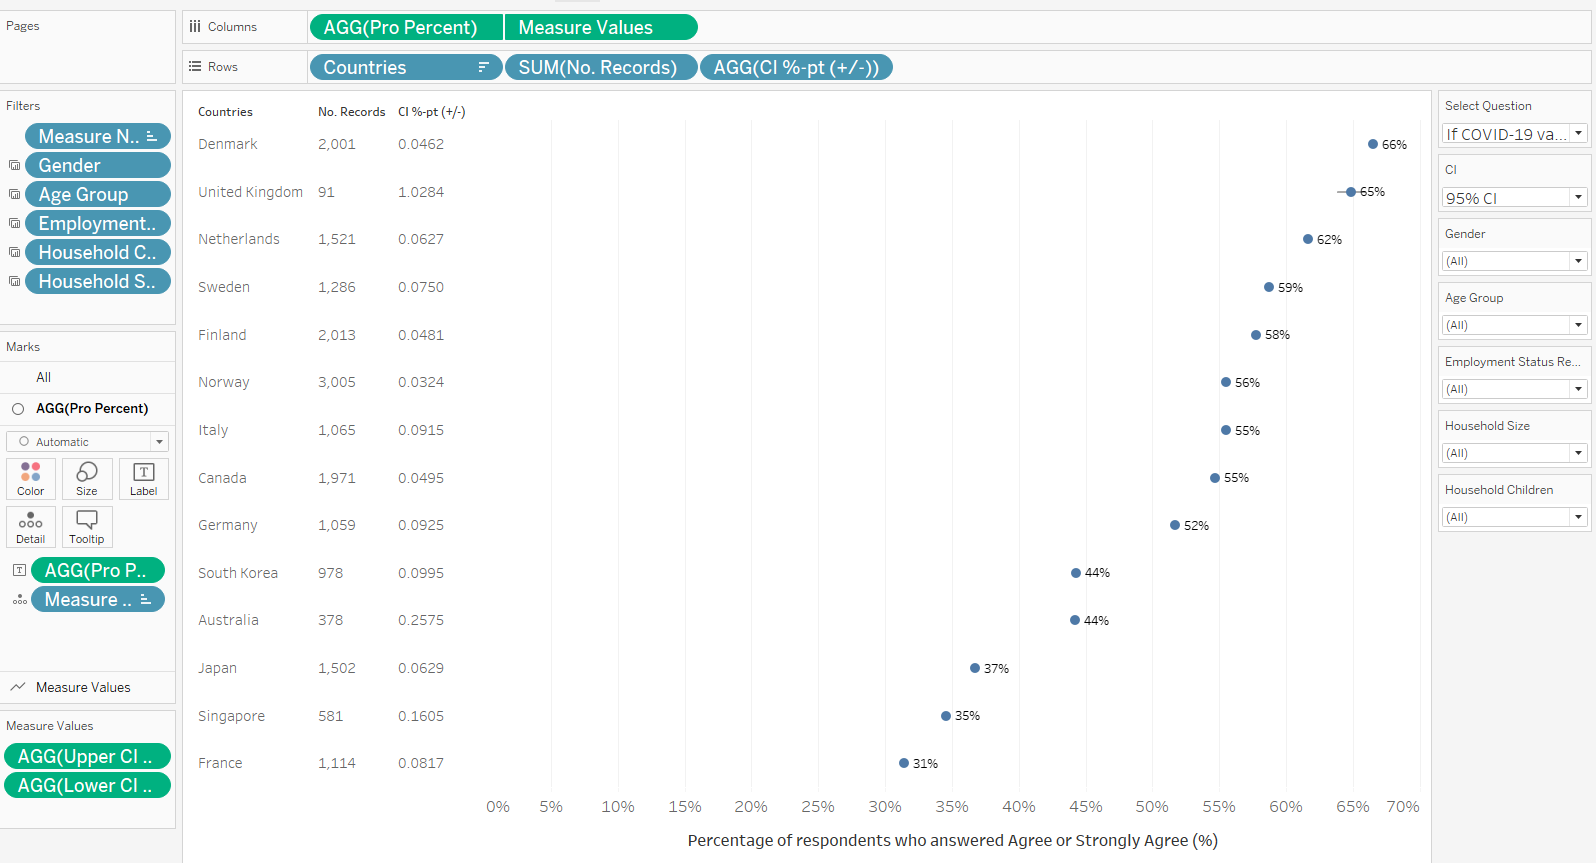 Pages
Columns
AGG(Pro Percent)
Measure Values
Rows
Countries
SUM(No. Records)
AGG(CI %-pt (+/-))
Filters
Measure N..
Gender
Age Group
Employment..
Household C..
Household S..
Marks
All
AGG(Pro Percent)
Automatic
Color
Size
T
Label
Detail
Tooltip
T
AGG(Pro P..
Measure ..
Measure Values
Measure Values
AGG(Upper CI ..
AGG(Lower CI ..
Countries No. Records CI %-pt (+/-)
Denmark 2,001 0.0462 66%
United Kingdom 91 1.0284 65%
Netherlands 1,521 0.0627 62%
Sweden 1,286 0.0750 59%
Finland 2,013 0.0481 58%
Norway 3,005 0.0324 56%
Italy 1,065 0.0915 55%
Canada 1,971 0.0495 55%
Germany 1,059 0.0925 52%
South Korea 978 0.0995 44%
Australia 378 0.2575 44%
Japan 1,502 0.0629 37%
Singapore 581 0.1605 35%
France 1,114 0.0817 31%
0% 5% 10% 15% 20% 25% 30% 35% 40% 45% 50% 55% 60% 65% 70%
Percentage of respondents who answered Agree or Strongly Agree (%)
Select Question
If COVID-19 va...
CI
95% CI
Gender
(All)
Age Group
(All)
Employment Status Re...
(All)
Household Size
(All)
Household Children
(All)